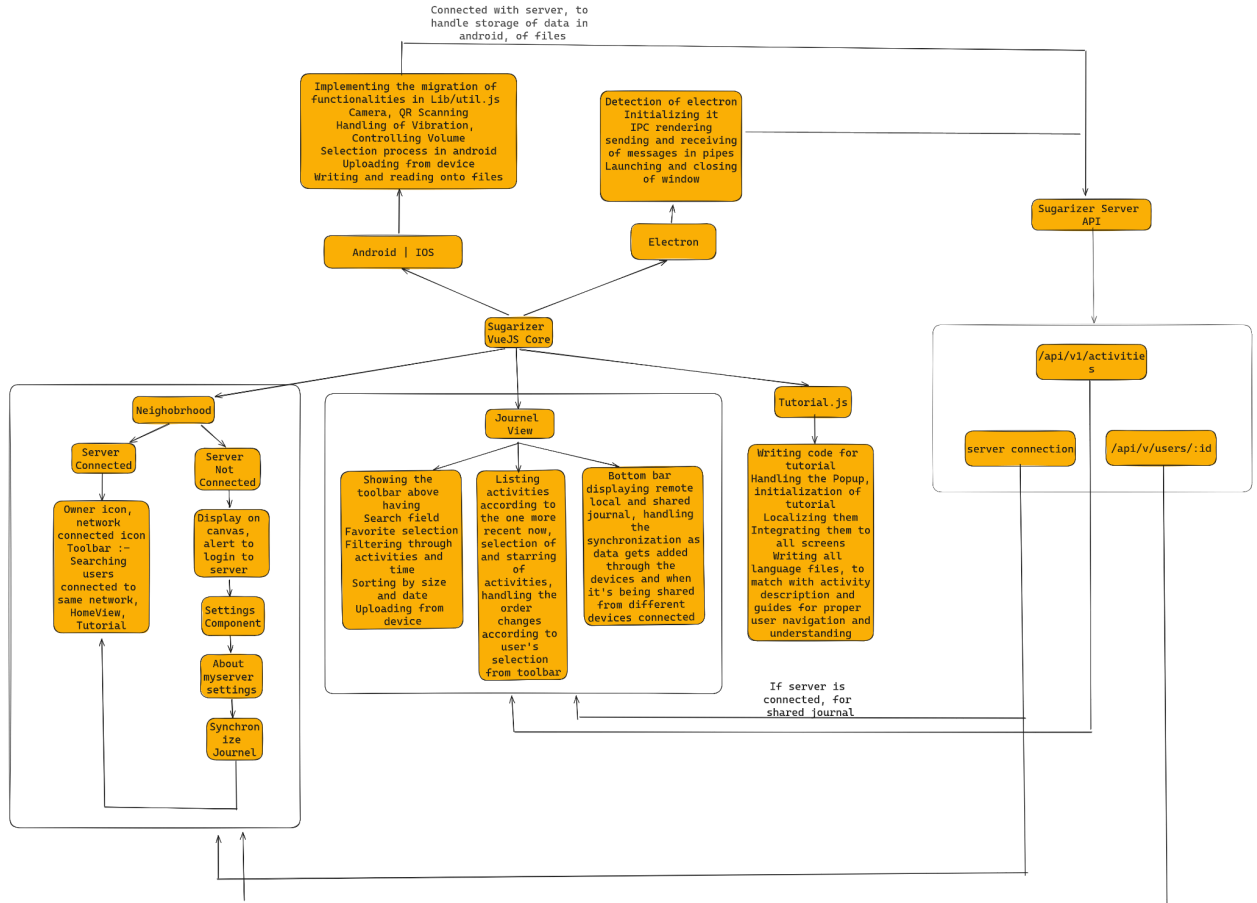 Connected with server, to
handle storage of data in
android, of files
Implementing the migration of
functionalities in Lib/util.js
Camera, QR Scanning
Handling of Vibration,
Controlling Volume
Selection process in android
Uploading from device
Writing and reading onto files
Detection of electron
Initializing it
IPC rendering
sending and receiving
of messages in pipes
Launching and closing
of window
Sugarizer Server
API
Android | IOS
Electron
Sugarizer
VueJS Core
/api/v1/activitie
s
server connection
/api/v/users/:id
Neighobrhood
Server
Connected
Server
Not
Connected
Owner icon,
network
connected icon
Toolbar :-
Searching
users
connected to
same network,
HomeView,
Tutorial
Display on
canvas,
alert to
login to
server
Settings
Component
About
myserver
settings
Synchron
ize
Journel
Journel
View
Showing the
toolbar above
having
Search field
Favorite selection
Filtering through
activities and
time
Sorting by size
and date
Uploading from
device
Listing
activities
according to
the one more
recent now,
selection of
and starring
of
activities,
handling the
order
changes
according to
user's
selection
from toolbar
Bottom bar
displaying remote
local and shared
journal, handling
the
synchronization as
data gets added
through the
devices and when
it's being shared
from different
devices connected
Tutorial.js
Writing code for
tutorial
Handling the Popup,
initialization of
tutorial
Localizing them
Integrating them to
all screens
Writing all
language files, to
match with activity
description and
guides for proper
user navigation and
understanding
If server is
connected, for
shared journal